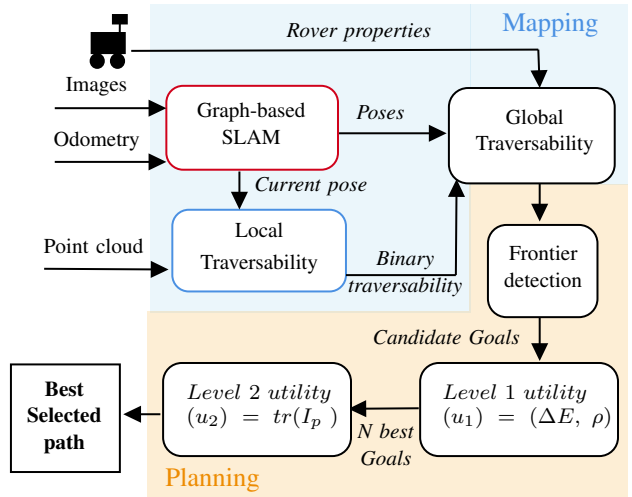 Rover properties
Mapping
Images
Graph-based
SLAM
Poses
Global
Traversability
Odometry
Current pose
Point cloud
Local
Traversability
Binary
traversability
Frontier
detection
Candidate Goals
Best
Selected
path
Level 2 utility
(u₂) = tr(Iₚ )
N best
Goals
Level 1 utility
(u₁) = (ΔE, ρ)
Planning